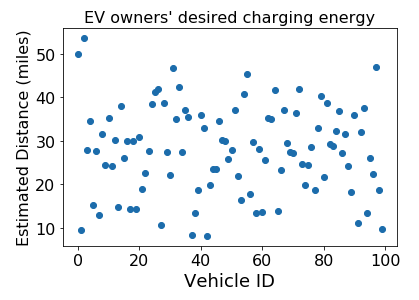 EV owners' desired charging energy
Estimated Distance (miles)
50
40
30
20
10
0 20 40 60 80 100
Vehicle ID